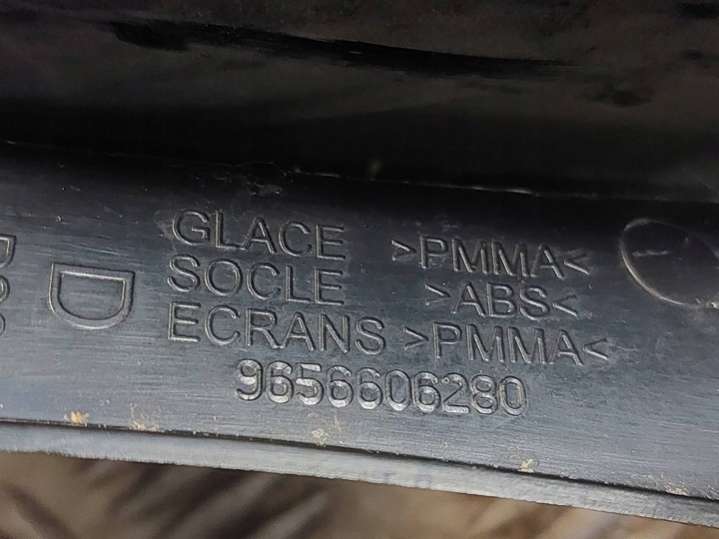 GLACE >PMMA<
D SOCLE >ABS<
ECRANS >PMMA<
9656606280